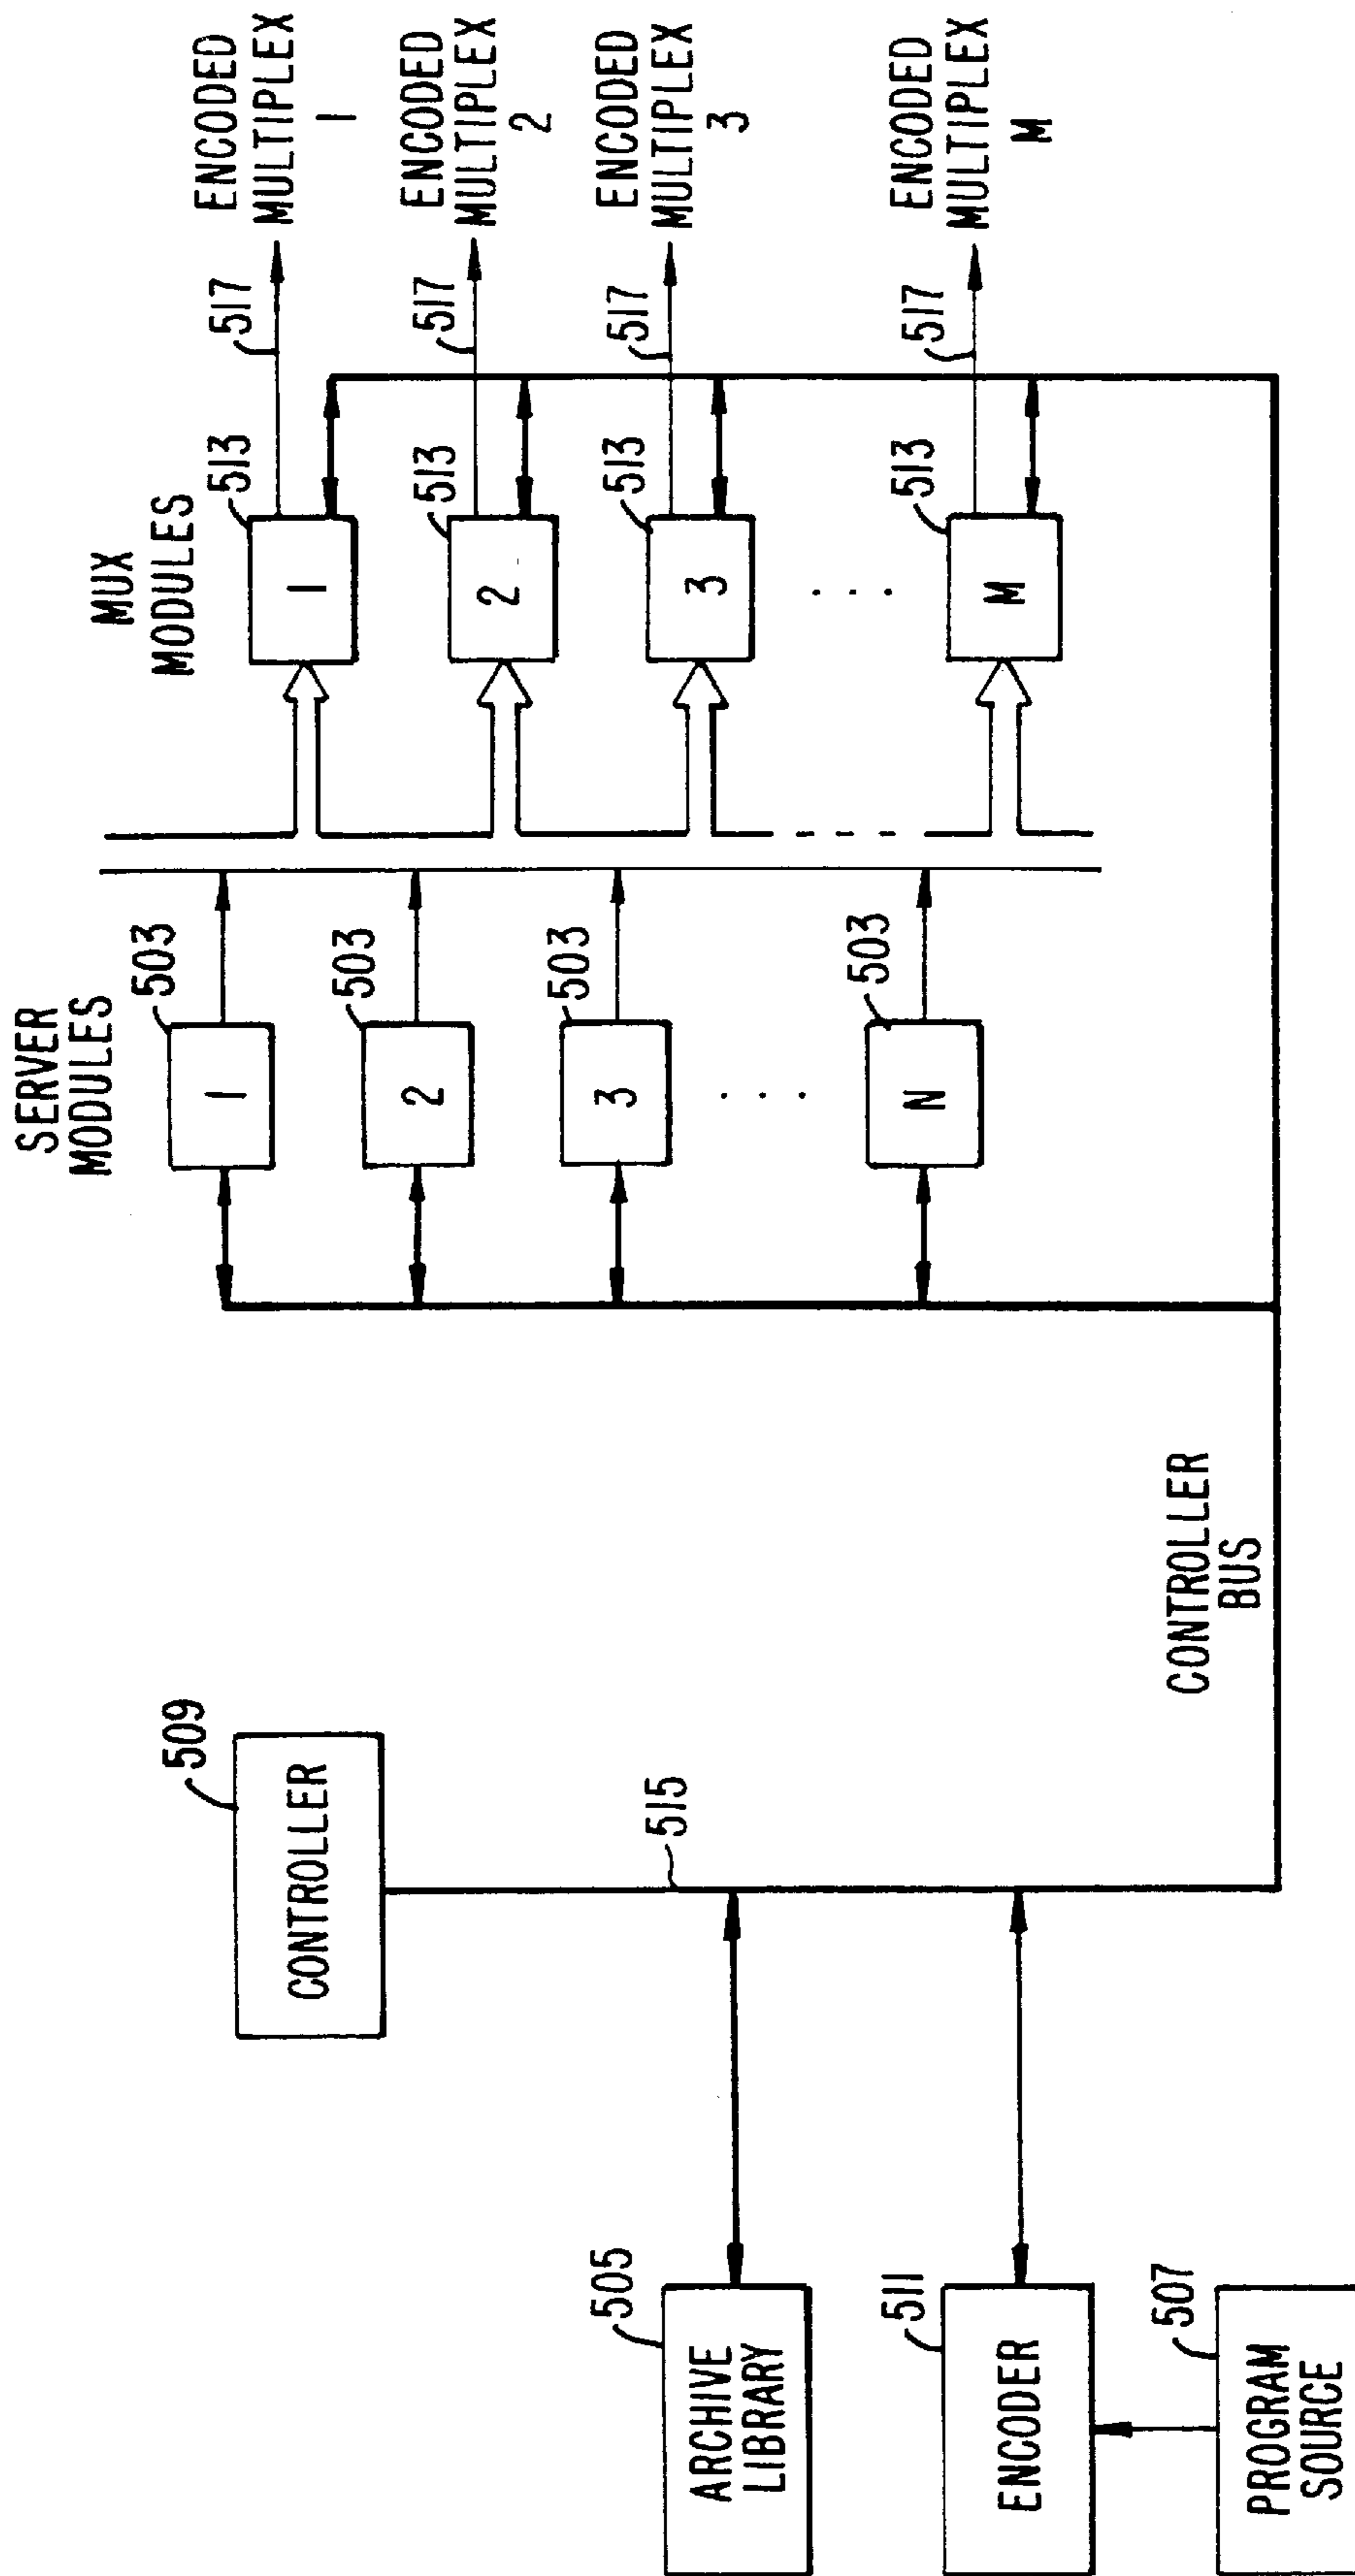 SERVER
MODULES
503
1
503
2
503
3
. . .
503
N
MUX
MODULES
513
1
513
2
513
3
. . .
513
M
517
ENCODED
MULTIPLEX
1
517
ENCODED
MULTIPLEX
2
517
ENCODED
MULTIPLEX
3
517
ENCODED
MULTIPLEX
M
509
CONTROLLER
515
CONTROLLER
BUS
505
ARCHIVE
LIBRARY
511
ENCODER
507
PROGRAM
SOURCE